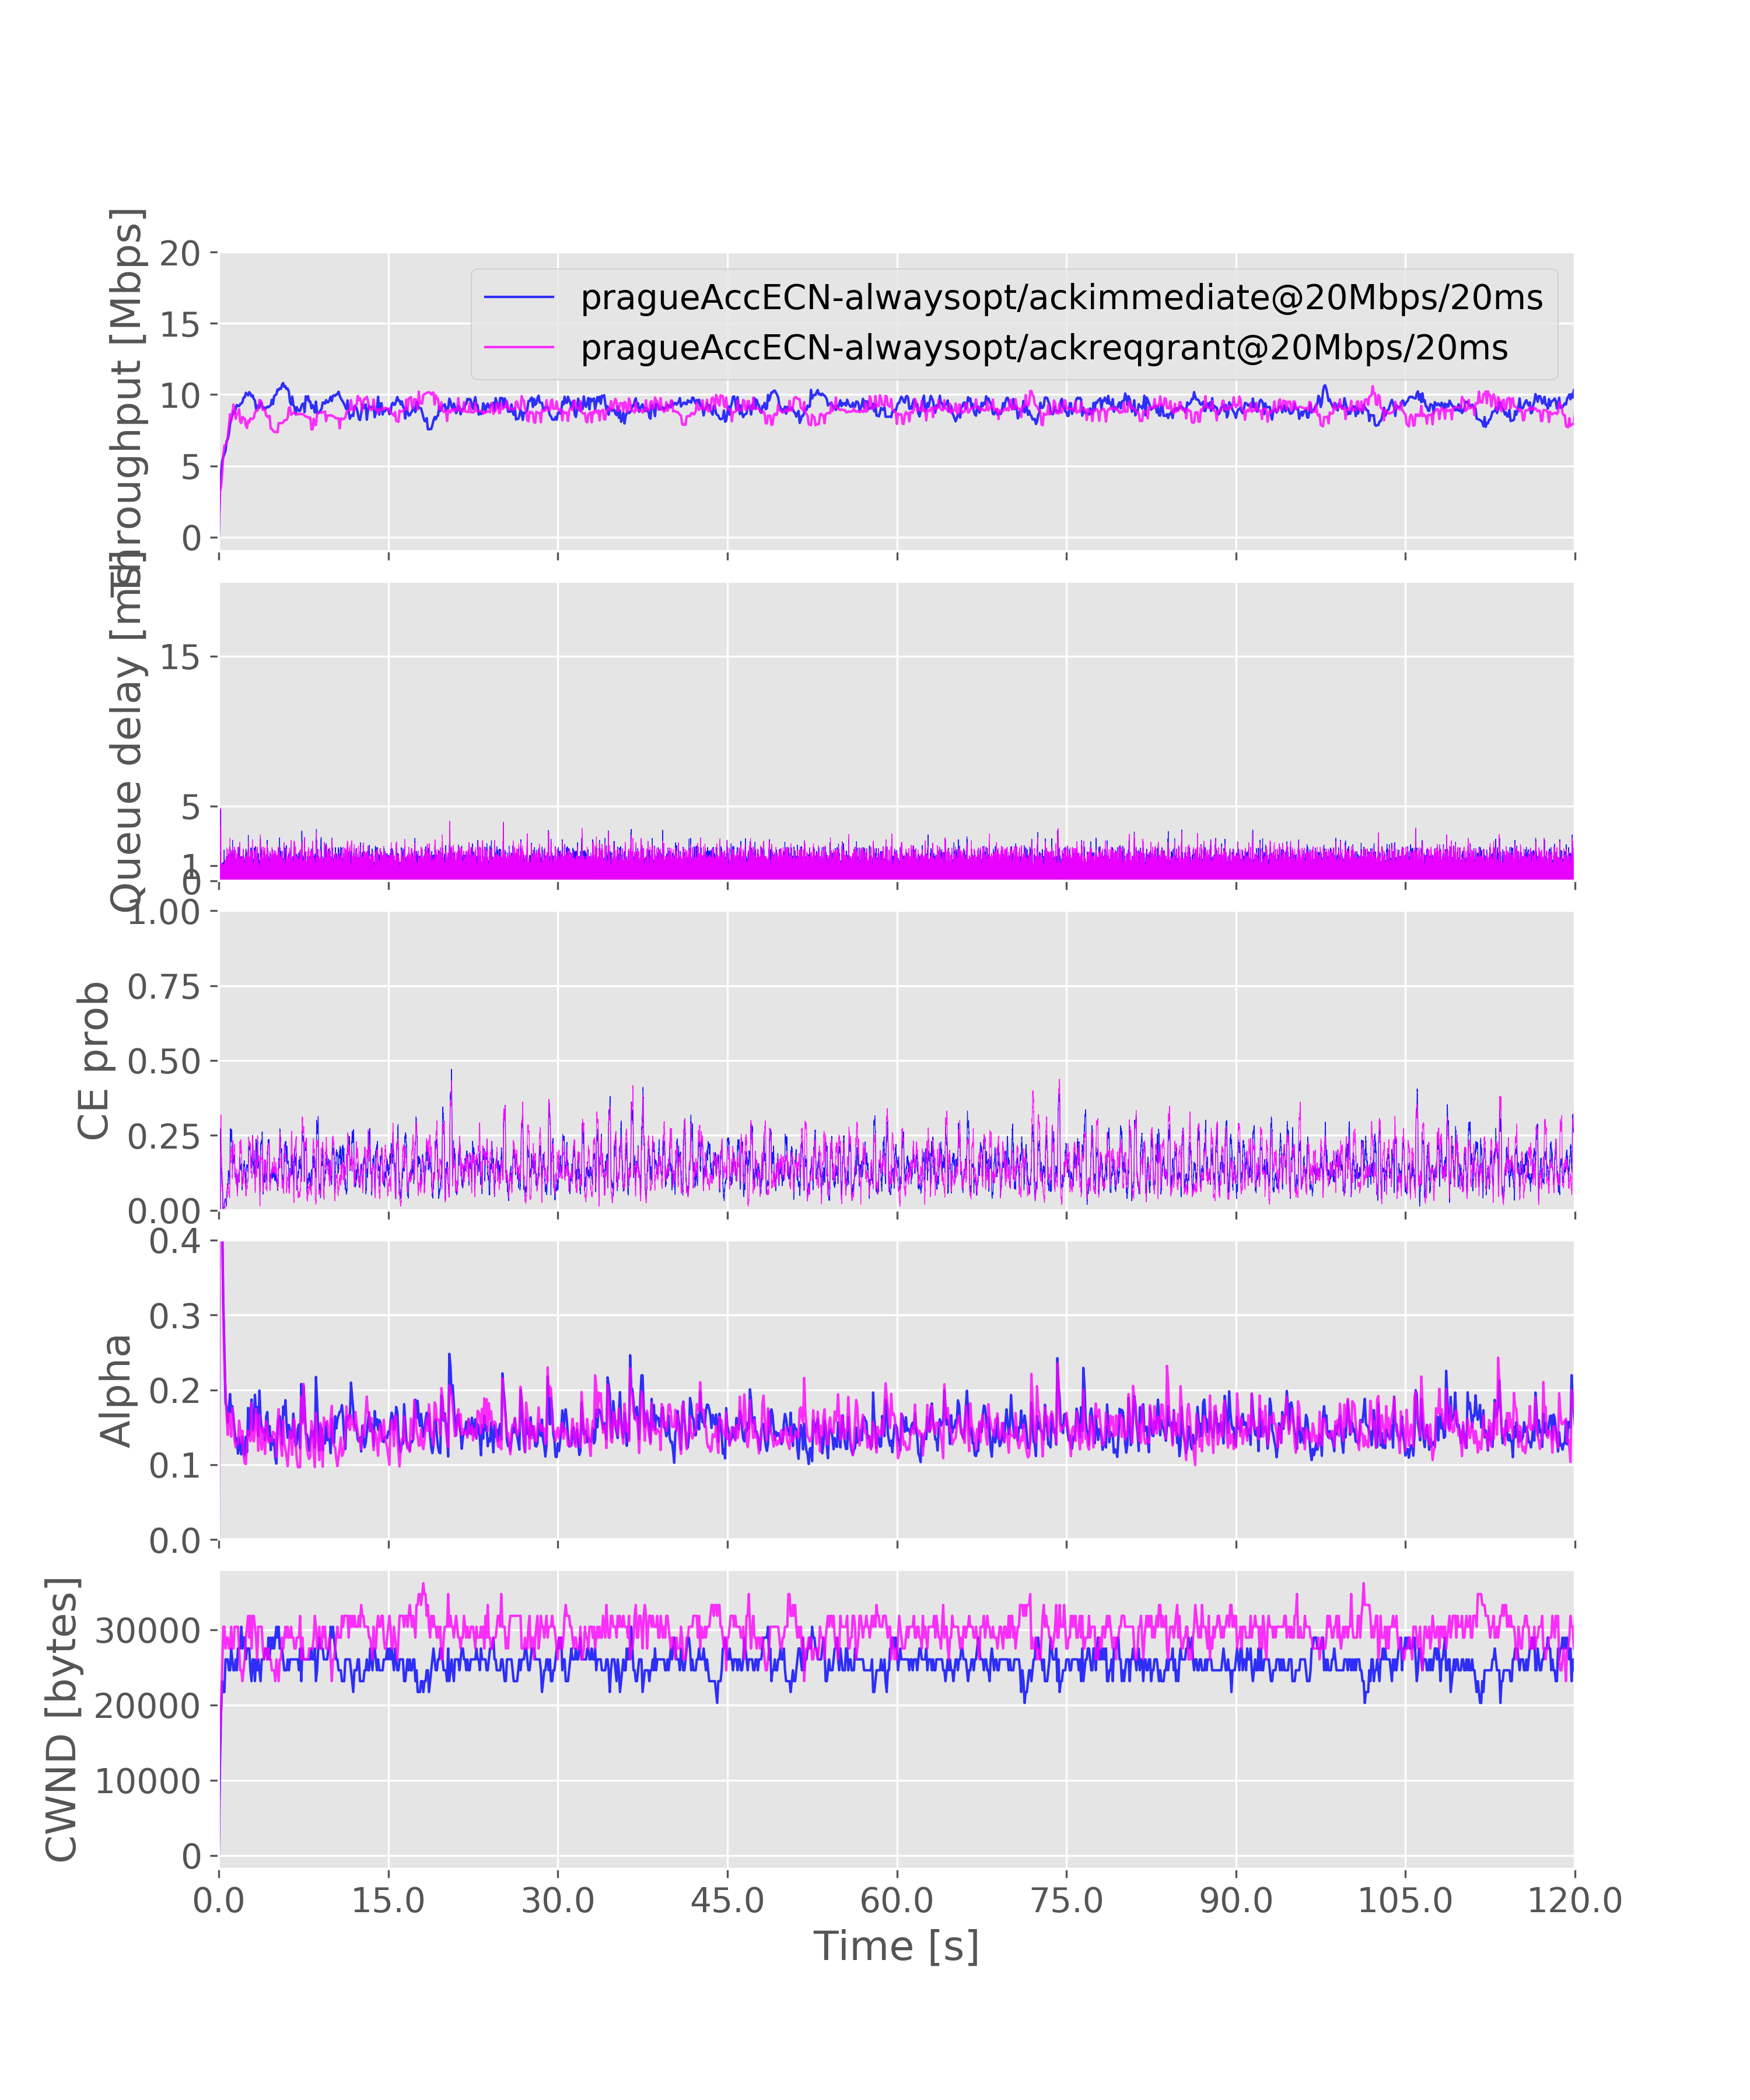 Throughput [Mbps]
20
15
10
5
0
pragueAccECN-alwaysopt/ackimmediate@20Mbps/20ms
pragueAccECN-alwaysopt/ackreqgrant@20Mbps/20ms
Queue delay [ms]
15
5
1
0
CE prob
1.00
0.75
0.50
0.25
0.00
Alpha
0.4
0.3
0.2
0.1
0.0
CWND [bytes]
30000
20000
10000
0
0.0 15.0 30.0 45.0 60.0 75.0 90.0 105.0 120.0
Time [s]